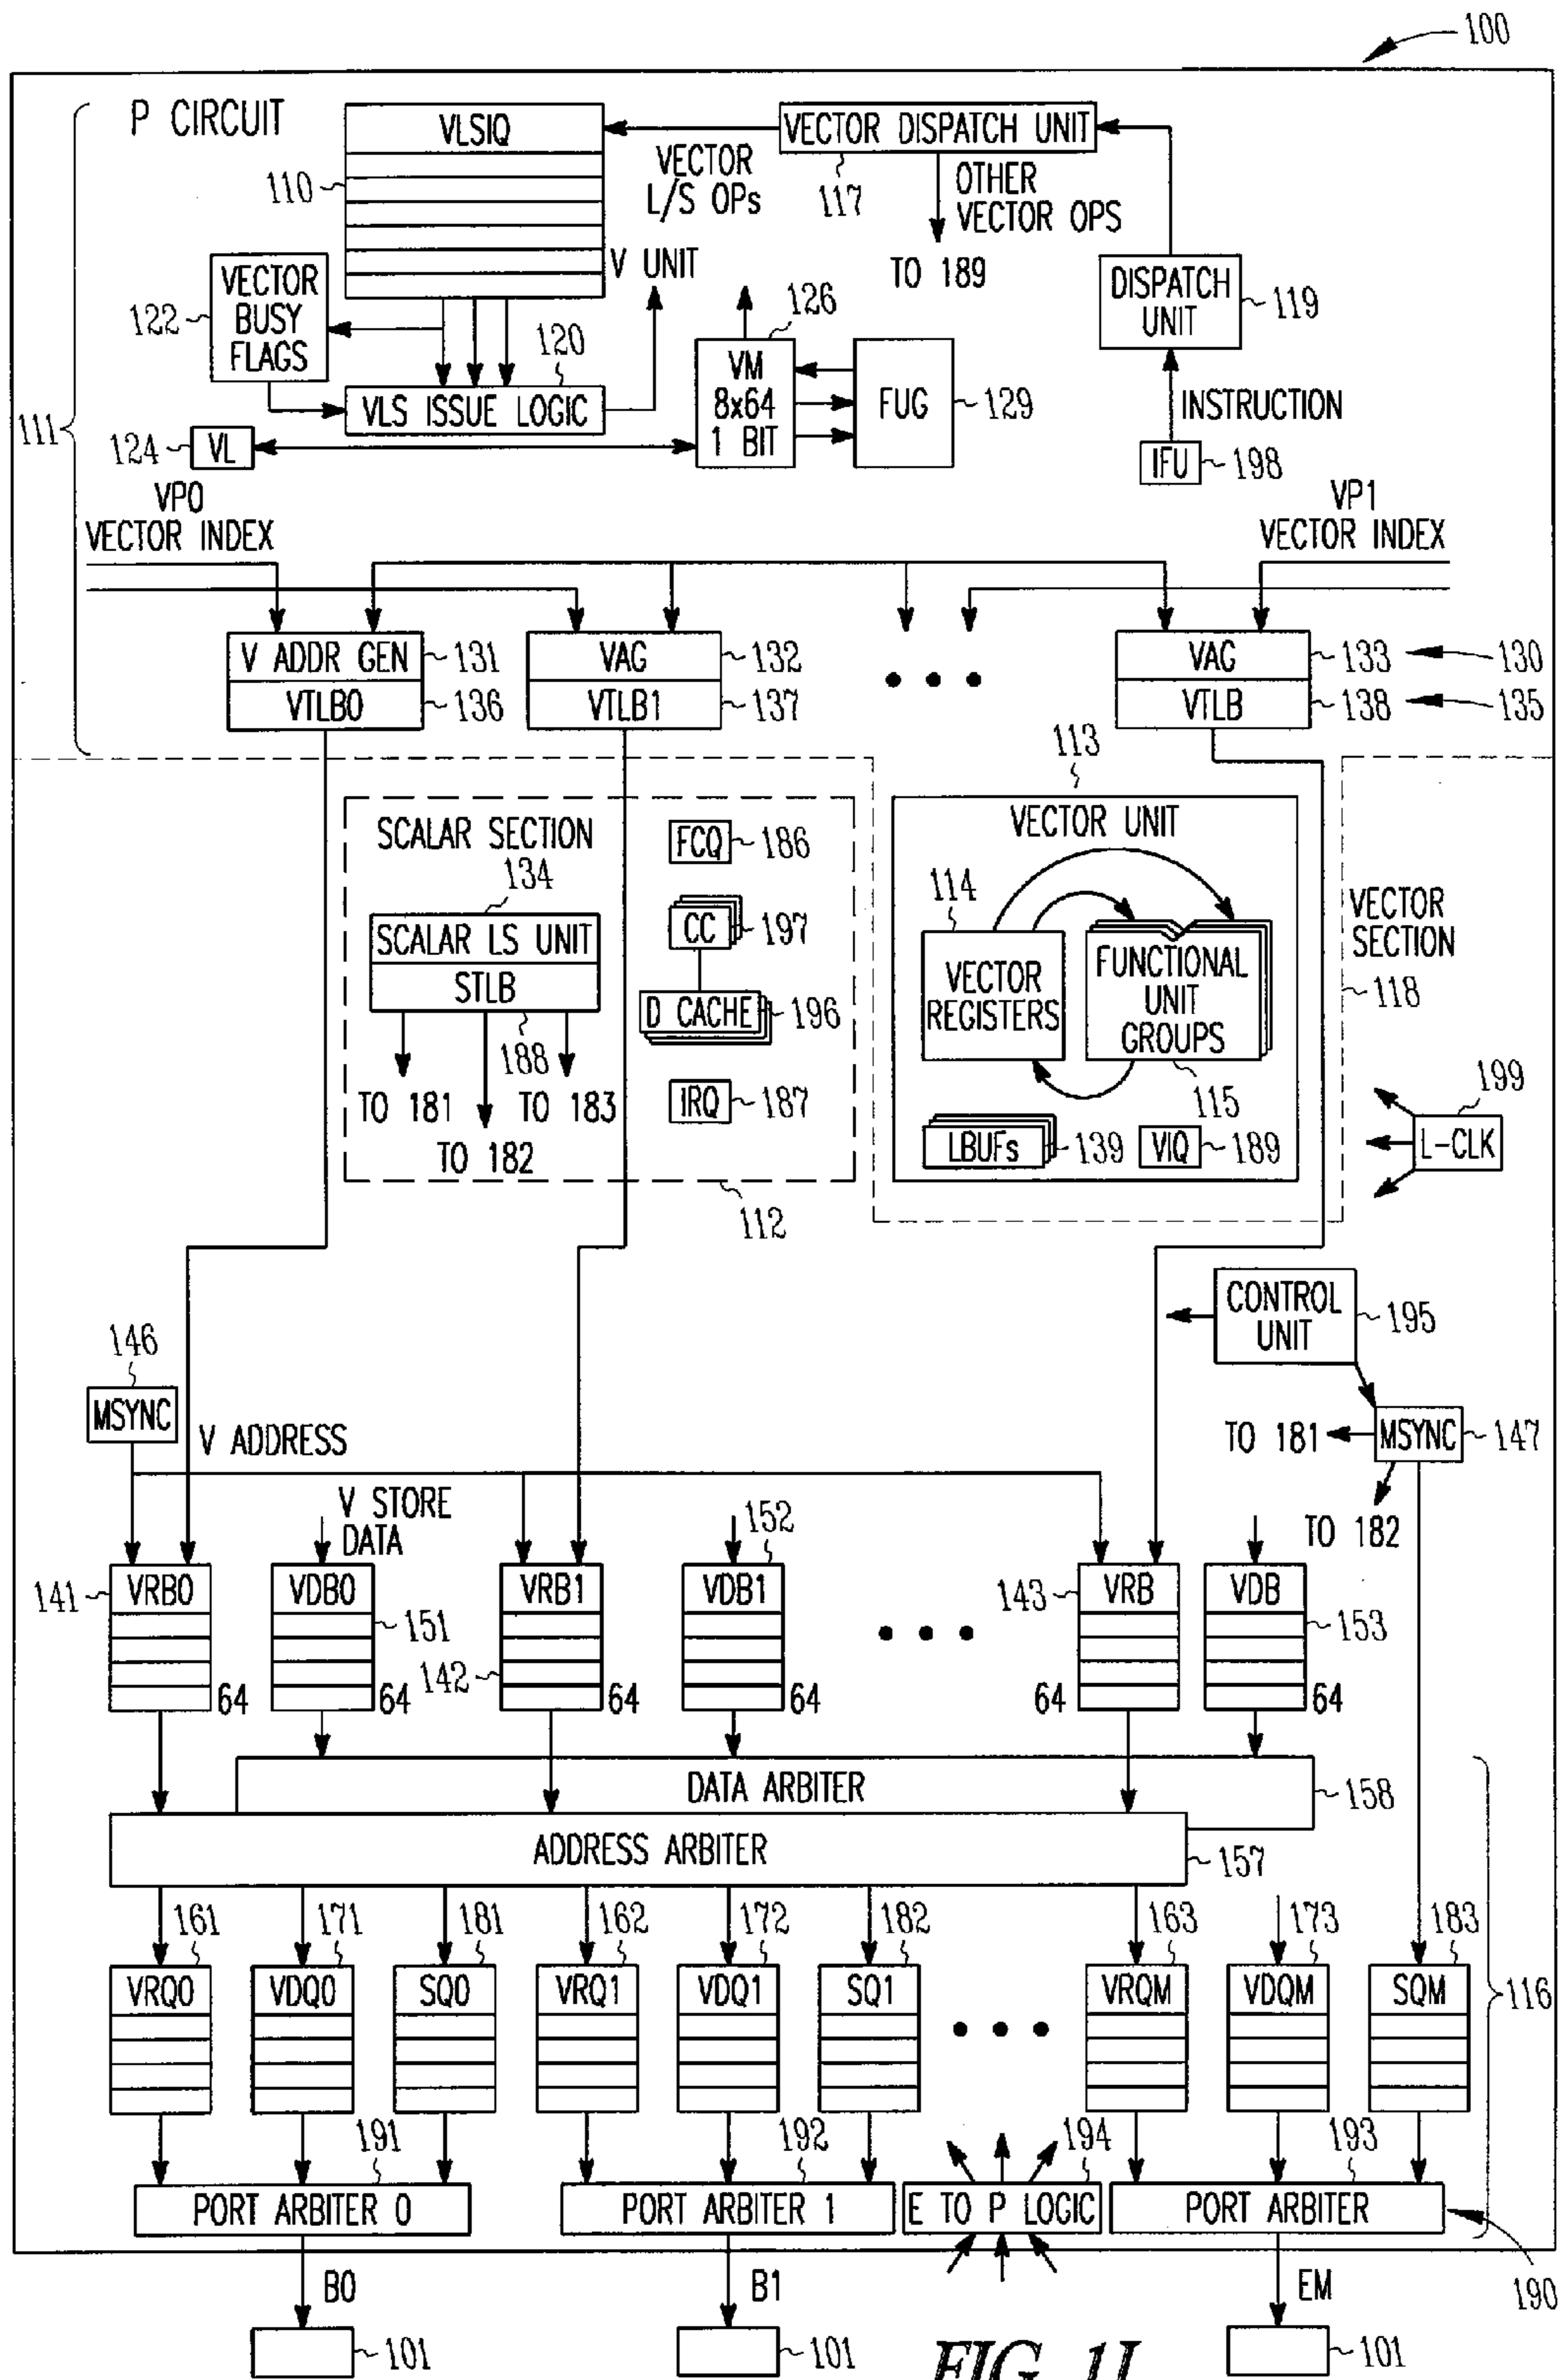 100
P CIRCUIT
VLSIQ
VECTOR DISPATCH UNIT
110
VECTOR
L/S OPs
117
OTHER
VECTOR OPS
TO 189
V UNIT
VECTOR
BUSY
FLAGS
122
DISPATCH
UNIT
119
126
120
VM
8x64
1 BIT
FUG
129
VLS ISSUE LOGIC
INSTRUCTION
111
124
VL
IFU
198
VP0
VECTOR INDEX
VP1
VECTOR INDEX
V ADDR GEN
131
VAG
132
VAG
133
130
VTLB0
136
VTLB1
137
VTLB
138
135
113
SCALAR SECTION
FCQ
186
VECTOR UNIT
134
114
CC
197
VECTOR
SECTION
118
SCALAR LS UNIT
STLB
188
VECTOR
REGISTERS
FUNCTIONAL
UNIT
GROUPS
D CACHE
196
TO 181
TO 183
TO 182
IRQ
187
115
199
L-CLK
LBUFs
139
VIQ
189
112
CONTROL
UNIT
195
146
MSYNC
V ADDRESS
TO 181
MSYNC
147
V STORE
DATA
152
TO 182
141
VRB0
VDB0
VRB1
VDB1
143
VRB
VDB
151
153
142
64
64
64
64
64
64
DATA ARBITER
158
ADDRESS ARBITER
157
161
171
181
162
172
182
163
173
183
VRQ0
VDQ0
SQ0
VRQ1
VDQ1
SQ1
VRQM
VDQM
SQM
116
191
192
194
193
PORT ARBITER 0
PORT ARBITER 1
E TO P LOGIC
PORT ARBITER
B0
B1
EM
190
101
101
101